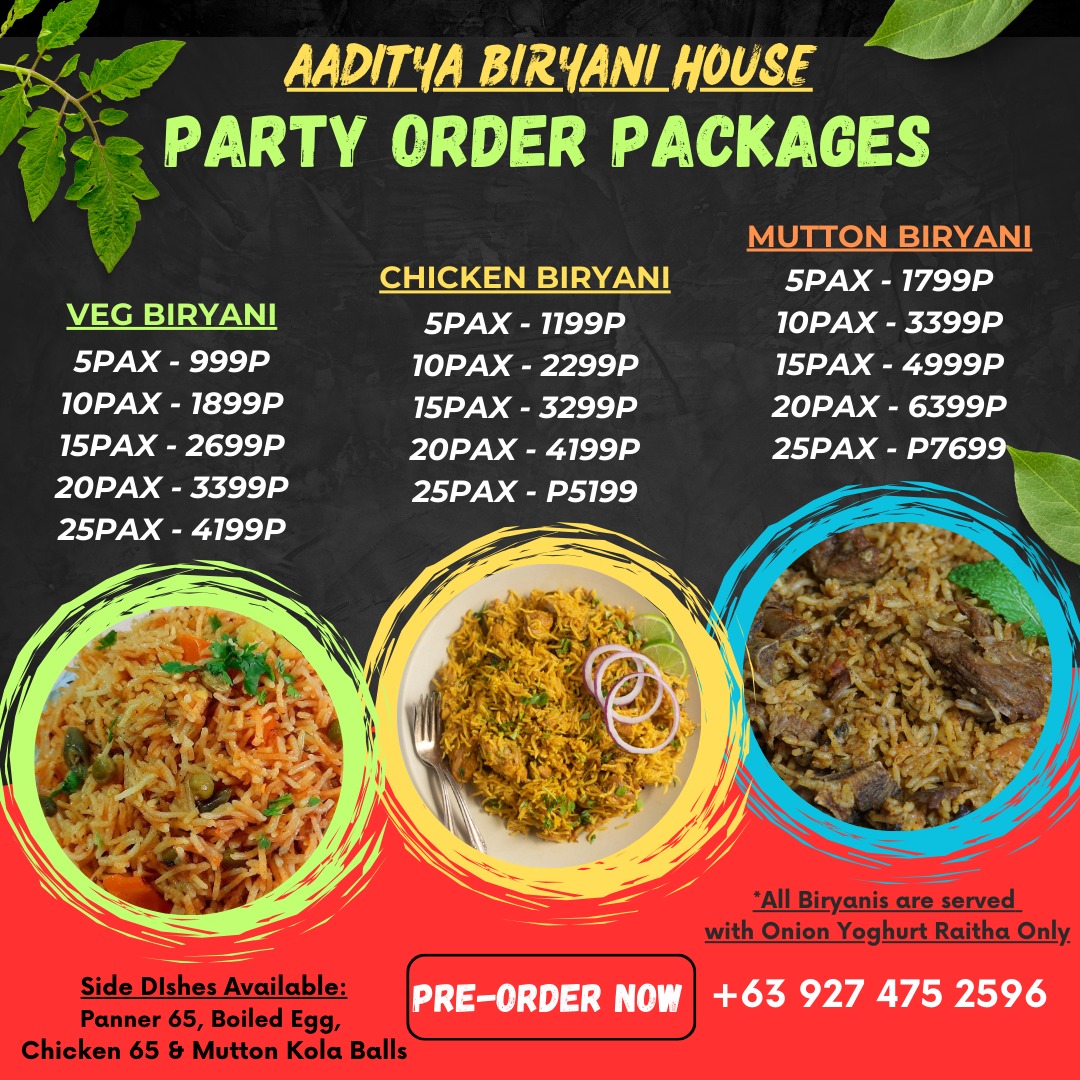 AADITYA BIRYANI HOUSE
PARTY ORDER PACKAGES
VEG BIRYANI
5PAX - 999P
10PAX - 1899P
15PAX - 2699P
20PAX - 3399P
25PAX - 4199P
CHICKEN BIRYANI
5PAX - 1199P
10PAX - 2299P
15PAX - 3299P
20PAX - 4199P
25PAX - P5199
MUTTON BIRYANI
5PAX - 1799P
10PAX - 3399P
15PAX - 4999P
20PAX - 6399P
25PAX - P7699
*All Biryanis are served
with Onion Yoghurt Raitha Only
Side DIshes Available:
Panner 65, Boiled Egg,
Chicken 65 & Mutton Kola Balls
PRE-ORDER NOW
+63 927 475 2596